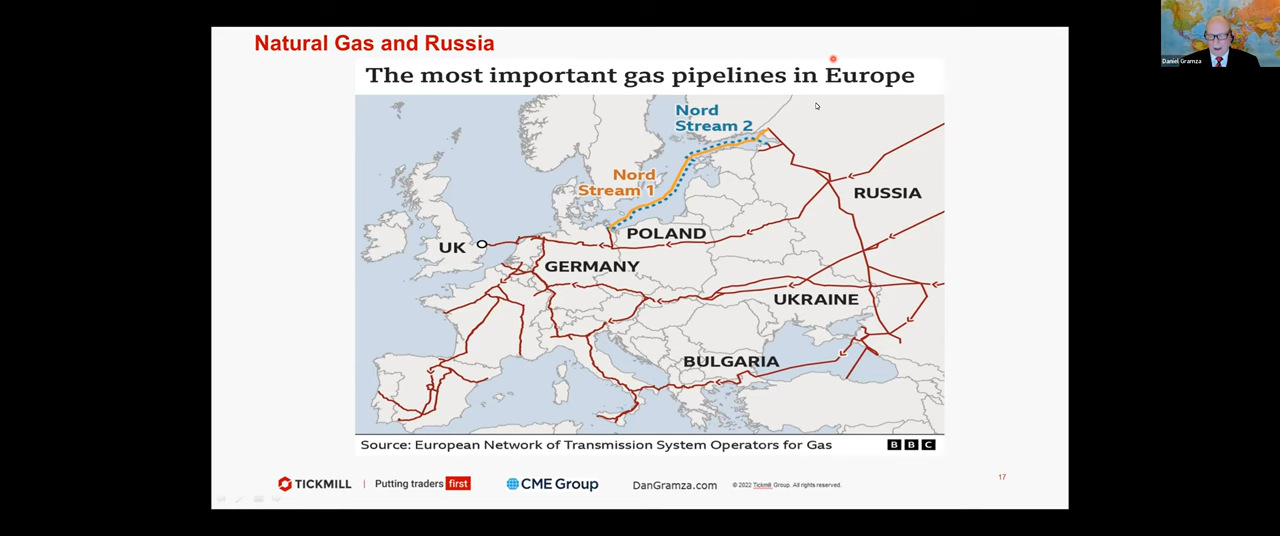 Natural Gas and Russia
The most important gas pipelines in Europe
Daniel Gramza
Nord
Stream 2
Nord
Stream 1
RUSSIA
POLAND
UK
GERMANY
UKRAINE
BULGARIA
Source: European Network of Transmission System Operators for Gas
BBC
TICKMILL | Putting traders first
CME Group
DanGramza.com
© 2022 Tickmill Group. All rights reserved.
17